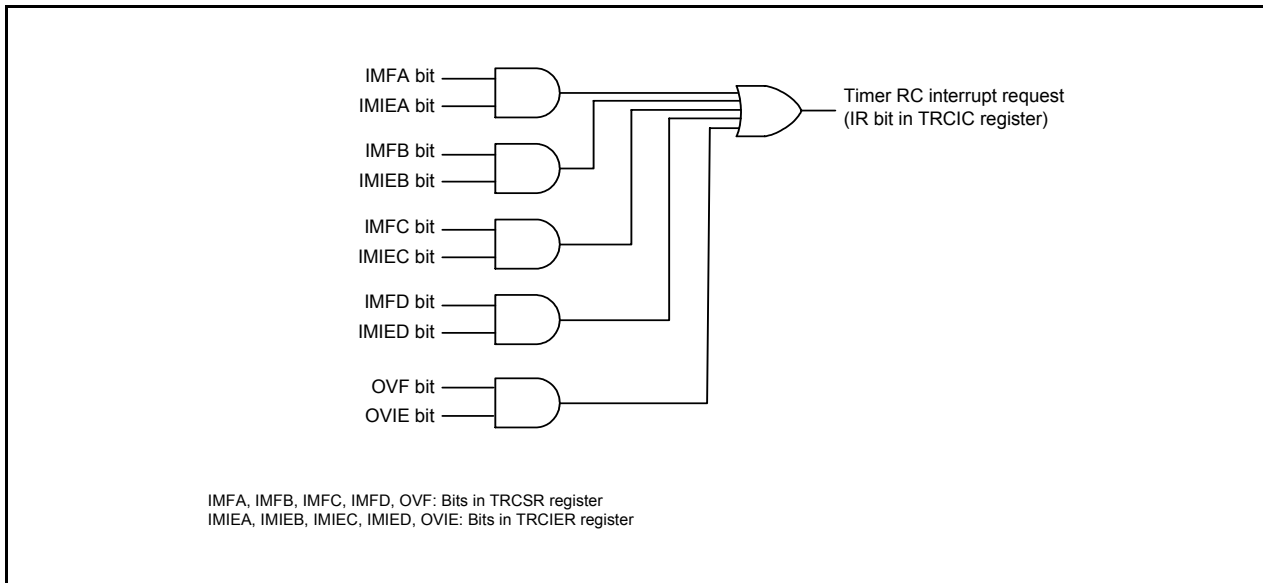 IMFA bit
IMIEA bit
Timer RC interrupt request
(IR bit in TRCIC register)
IMFB bit
IMIEB bit
IMFC bit
IMIEC bit
IMFD bit
IMIED bit
OVF bit
OVIE bit
IMFA, IMFB, IMFC, IMFD, OVF: Bits in TRCSR register
IMIEA, IMIEB, IMIEC, IMIED, OVIE: Bits in TRCIER register